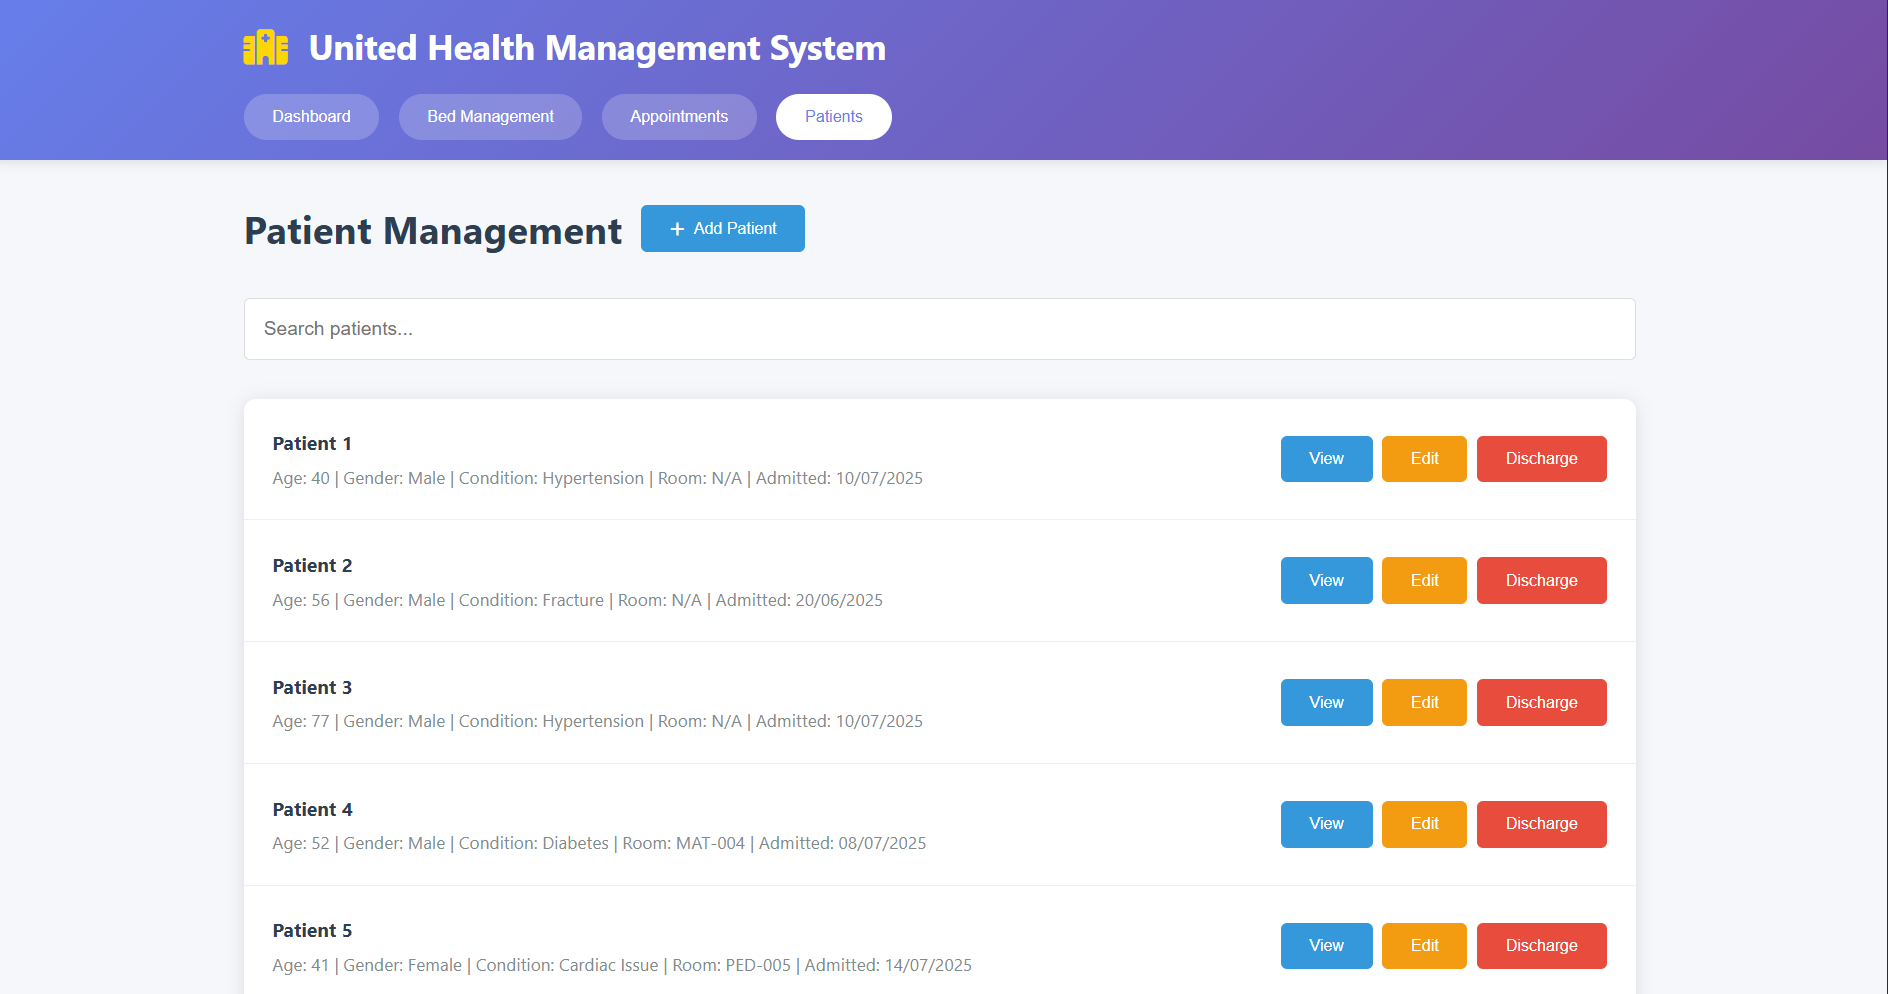 United Health Management System
Dashboard Bed Management Appointments Patients
Patient Management + Add Patient
Search patients...
Patient 1
Age: 40 | Gender: Male | Condition: Hypertension | Room: N/A | Admitted: 10/07/2025
View Edit Discharge
Patient 2
Age: 56 | Gender: Male | Condition: Fracture | Room: N/A | Admitted: 20/06/2025
View Edit Discharge
Patient 3
Age: 77 | Gender: Male | Condition: Hypertension | Room: N/A | Admitted: 10/07/2025
View Edit Discharge
Patient 4
Age: 52 | Gender: Male | Condition: Diabetes | Room: MAT-004 | Admitted: 08/07/2025
View Edit Discharge
Patient 5
Age: 41 | Gender: Female | Condition: Cardiac Issue | Room: PED-005 | Admitted: 14/07/2025
View Edit Discharge